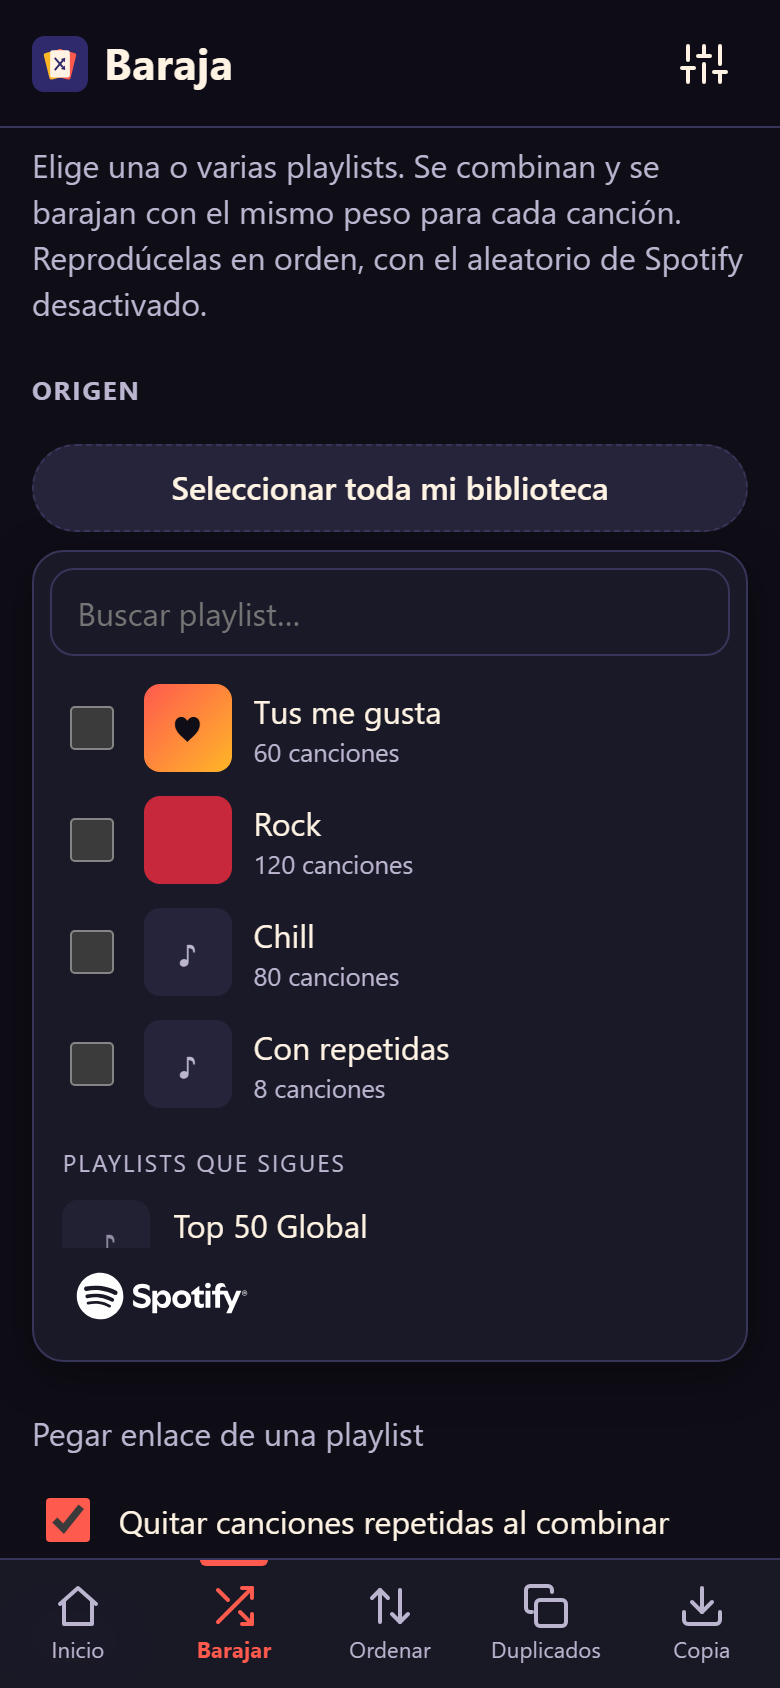 Baraja
Elige una o varias playlists. Se combinan y se
barajan con el mismo peso para cada canción.
Reprodúcelas en orden, con el aleatorio de Spotify
desactivado.
ORIGEN
Seleccionar toda mi biblioteca
Buscar playlist...
Tus me gusta
60 canciones
Rock
120 canciones
Chill
80 canciones
Con repetidas
8 canciones
PLAYLISTS QUE SIGUES
Top 50 Global
Spotify
Pegar enlace de una playlist
Quitar canciones repetidas al combinar
Inicio
Barajar
Ordenar
Duplicados
Copia